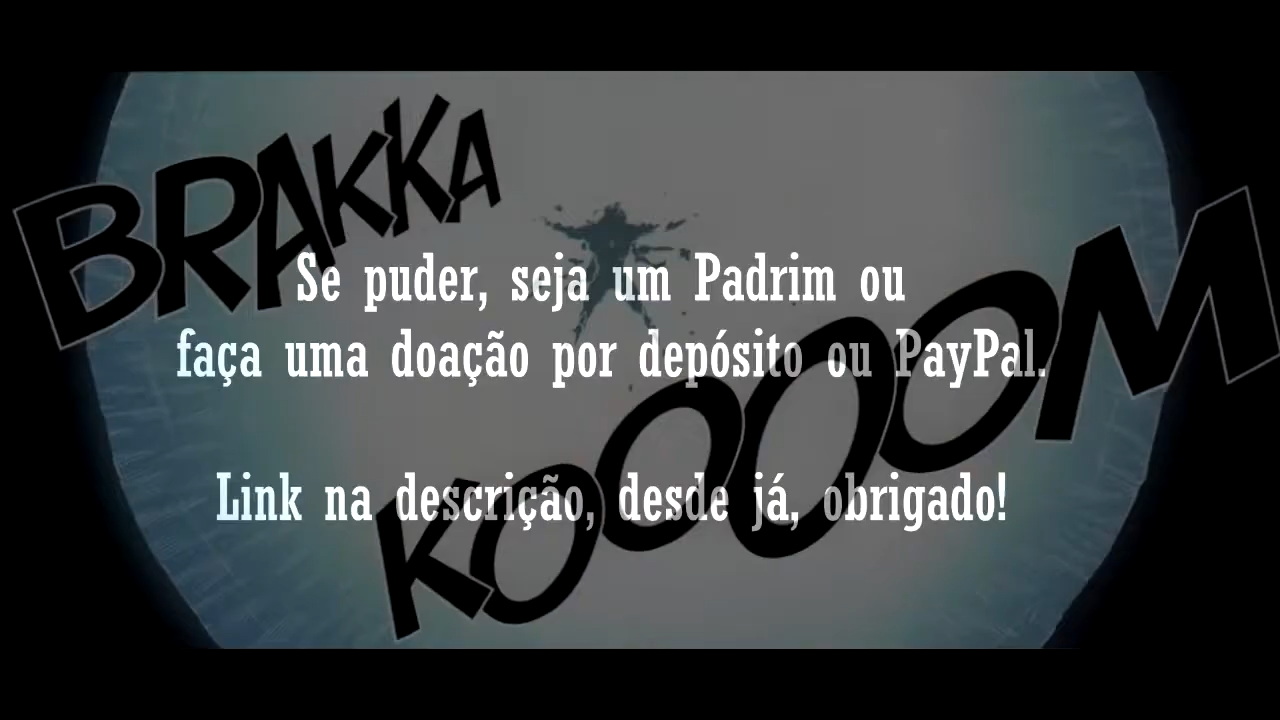 BRAKKA
KOOOOM
Se puder, seja um Padrim ou
faça uma doação por depósito ou PayPal.
Link na descrição, desde já, obrigado!